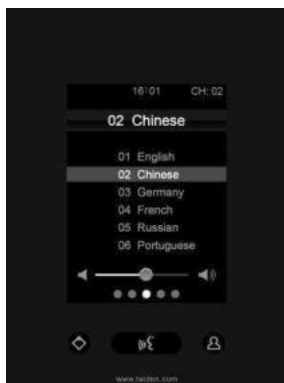 16:01 CH: 02
02 Chinese
01 English
02 Chinese
03 Germany
04 French
05 Russian
06 Portuguese
www.taiden.com